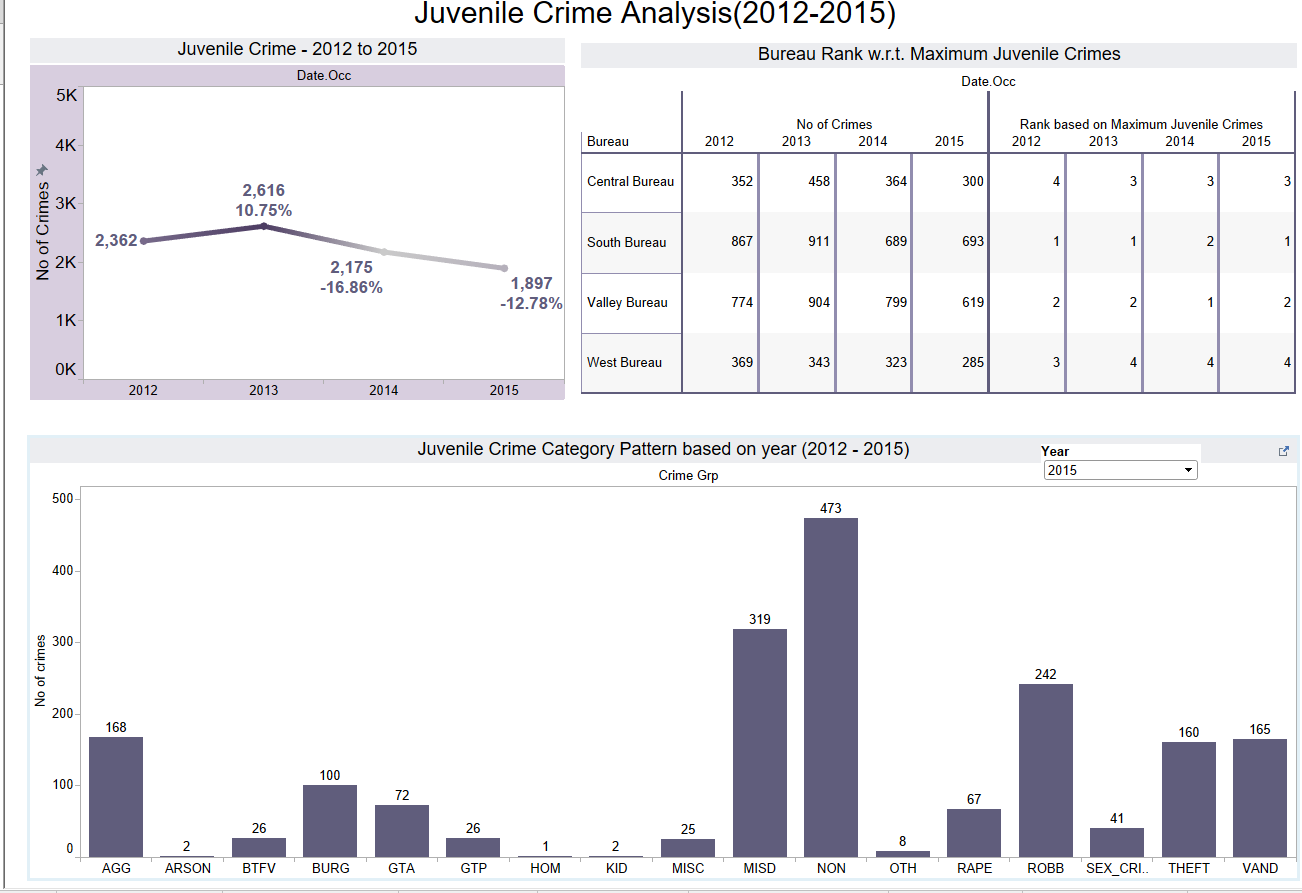 Juvenile Crime Analysis(2012-2015)
Juvenile Crime - 2012 to 2015
Date.Occ
5K
4K
3K
2K
1K
0K
No of Crimes
2,362
2,616
10.75%
2,175
-16.86%
1,897
-12.78%
2012 2013 2014 2015
Bureau Rank w.r.t. Maximum Juvenile Crimes
Date.Occ
No of Crimes Rank based on Maximum Juvenile Crimes
Bureau 2012 2013 2014 2015 2012 2013 2014 2015
Central Bureau 352 458 364 300 4 3 3 3
South Bureau 867 911 689 693 1 1 2 1
Valley Bureau 774 904 799 619 2 2 1 2
West Bureau 369 343 323 285 3 4 4 4
Juvenile Crime Category Pattern based on year (2012 - 2015)
Year
2015
Crime Grp
500
400
300
200
100
0
No of crimes
168 2 26 100 72 26 1 2 25 319 473 8 67 242 41 160 165
AGG ARSON BTFV BURG GTA GTP HOM KID MISC MISD NON OTH RAPE ROBB SEX_CRI.. THEFT VAND